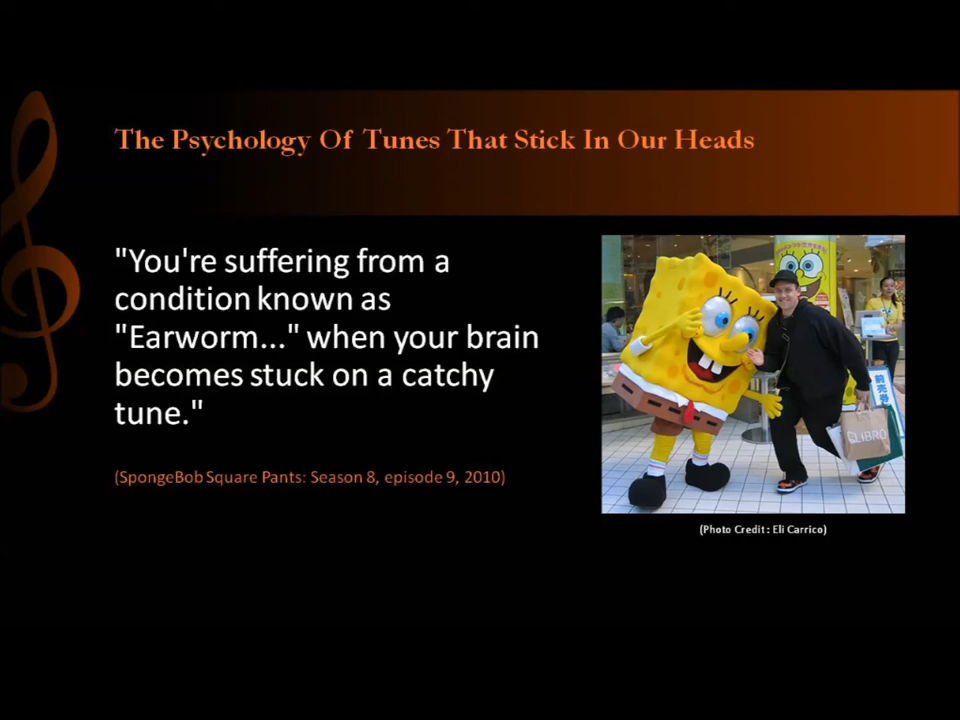 The Psychology Of Tunes That Stick In Our Heads
"You're suffering from a
condition known as
"Earworm..." when your brain
becomes stuck on a catchy
tune."
(SpongeBob Square Pants: Season 8, episode 9, 2010)
LIBRO
(Photo Credit : Eli Carrico)